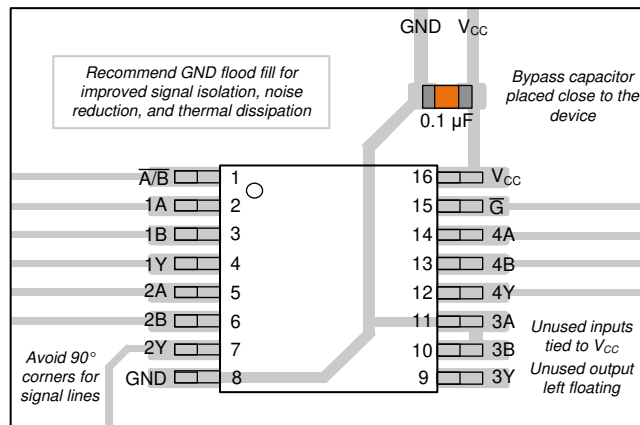 GND VCC
Recommend GND flood fill for
improved signal isolation, noise
reduction, and thermal dissipation
Bypass capacitor
placed close to the
device
0.1 µF
A̅/̅B̅ 1 16 VCC
1A 2 15 G̅
1B 3 14 4A
1Y 4 13 4B
2A 5 12 4Y
2B 6 11 3A
2Y 7 10 3B
GND 8 9 3Y
Unused inputs
tied to VCC
Unused output
left floating
Avoid 90°
corners for
signal lines